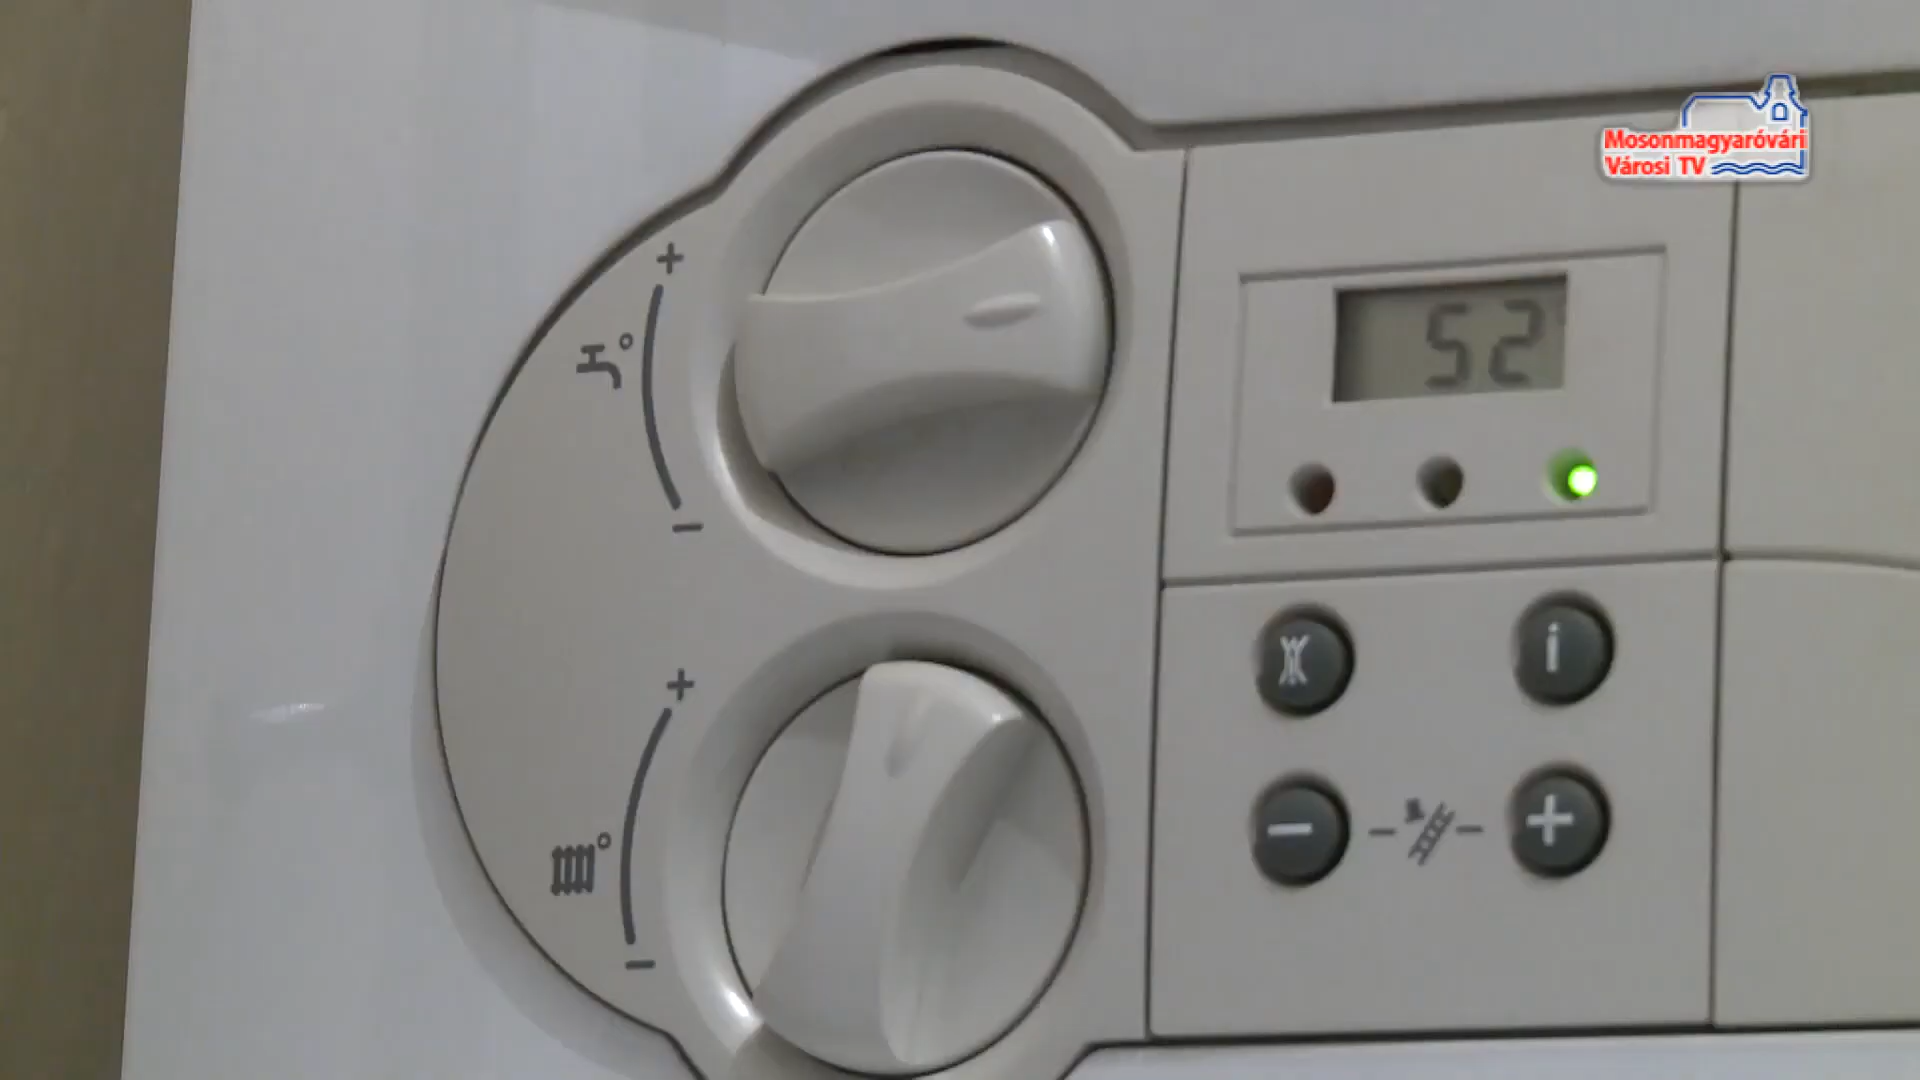 Mosonmagyaróvári
Városi TV
52
+
-
i
+
-
- - +